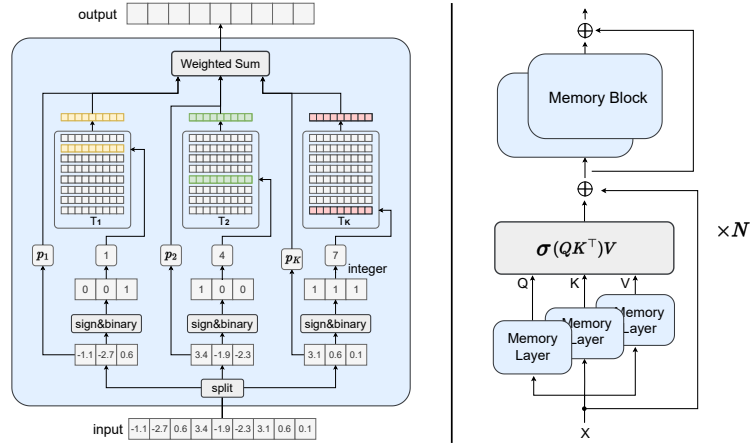 output
Weighted Sum
T1
T2
TK
p1
1
p2
4
pK
7
integer
0 0 1
1 0 0
1 1 1
sign&binary
sign&binary
sign&binary
-1.1 -2.7 0.6
3.4 -1.9 -2.3
3.1 0.6 0.1
split
input -1.1 -2.7 0.6 3.4 -1.9 -2.3 3.1 0.6 0.1
Memory Block
×N
σ(QK⊤)V
Q K V
Memory
Layer
Memory
Layer
Memory
Layer
X